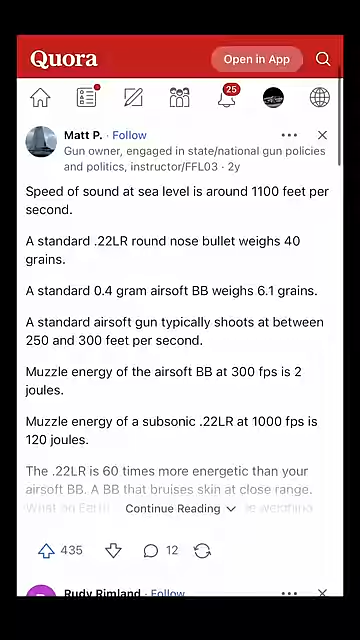 Quora
Open in App
25
Matt P. · Follow
Gun owner, engaged in state/national gun policies
and politics, instructor/FFL03 · 2y
Speed of sound at sea level is around 1100 feet per
second.
A standard .22LR round nose bullet weighs 40
grains.
A standard 0.4 gram airsoft BB weighs 6.1 grains.
A standard airsoft gun typically shoots at between
250 and 300 feet per second.
Muzzle energy of the airsoft BB at 300 fps is 2
joules.
Muzzle energy of a subsonic .22LR at 1000 fps is
120 joules.
The .22LR is 60 times more energetic than your
airsoft BB. A BB that bruises skin at close range.
What on Earth
Continue Reading
435
12
Rudy Rimland · Follow